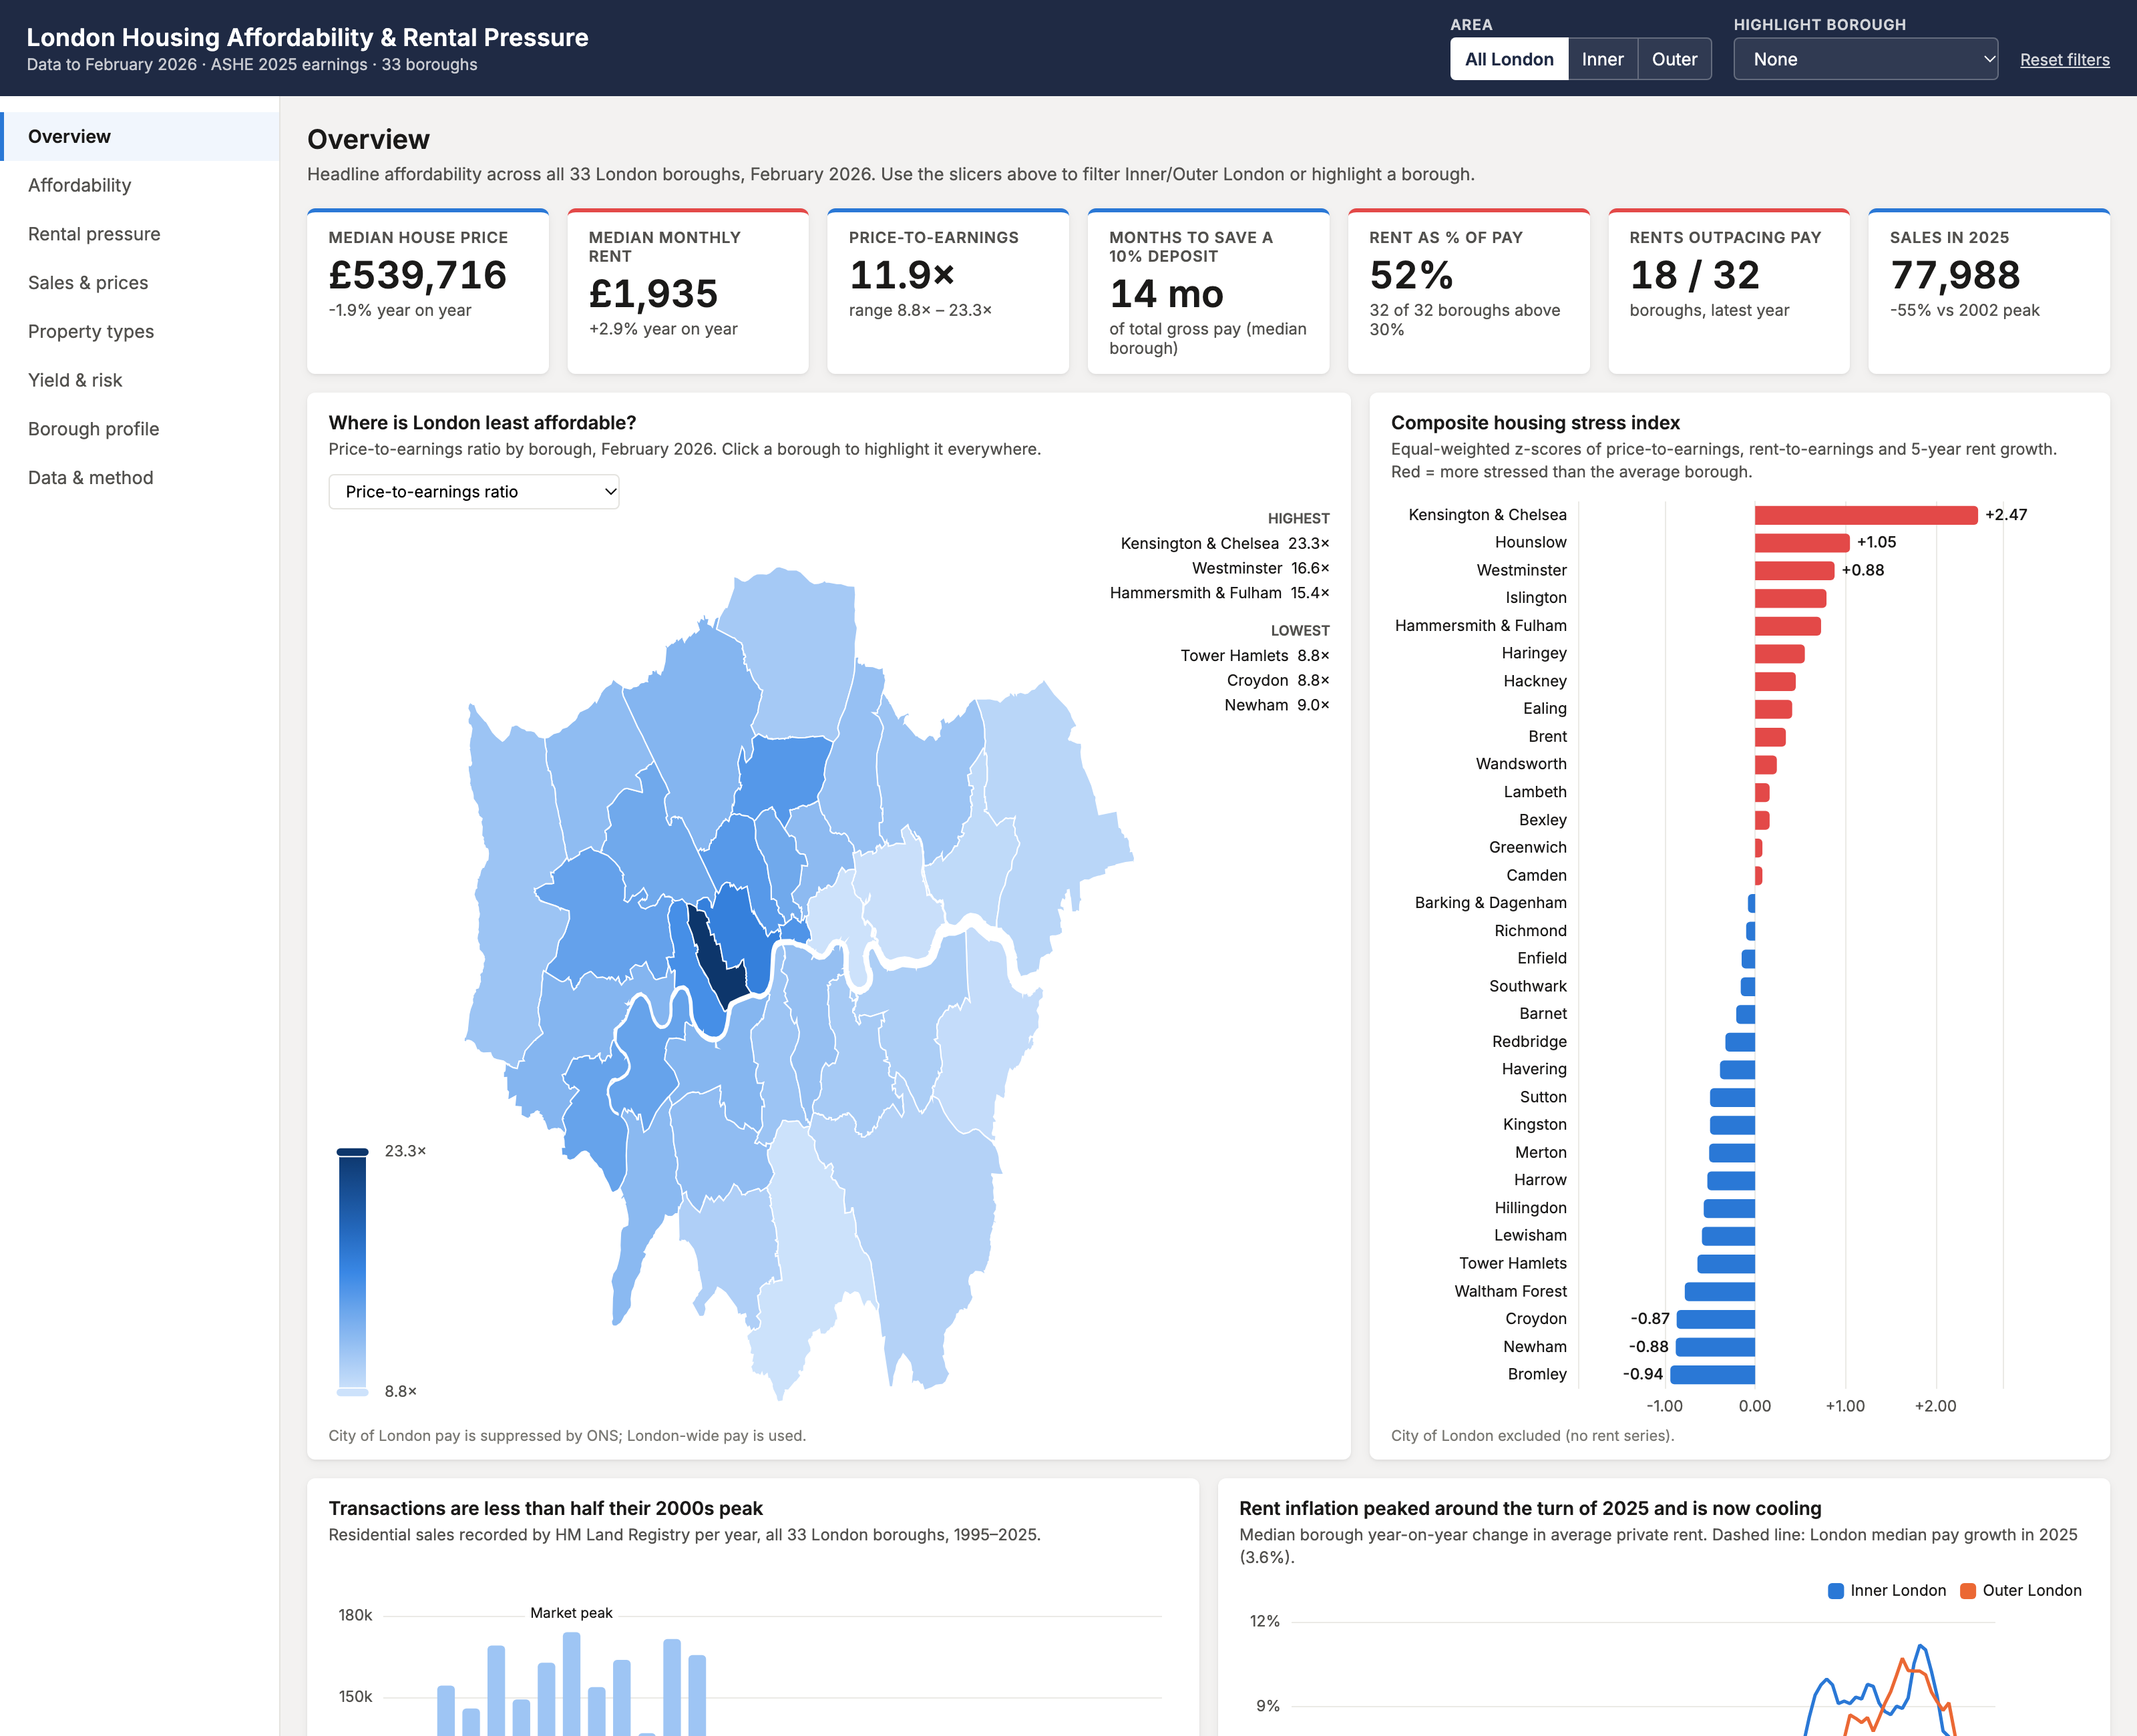 London Housing Affordability & Rental Pressure
Data to February 2026 · ASHE 2025 earnings · 33 boroughs
AREA
All London
Inner
Outer
HIGHLIGHT BOROUGH
None
Reset filters
Overview
Affordability
Rental pressure
Sales & prices
Property types
Yield & risk
Borough profile
Data & method
Overview
Headline affordability across all 33 London boroughs, February 2026. Use the slicers above to filter Inner/Outer London or highlight a borough.
MEDIAN HOUSE PRICE
£539,716
-1.9% year on year
MEDIAN MONTHLY
RENT
£1,935
+2.9% year on year
PRICE-TO-EARNINGS
11.9×
range 8.8× – 23.3×
MONTHS TO SAVE A
10% DEPOSIT
14 mo
of total gross pay (median
borough)
RENT AS % OF PAY
52%
32 of 32 boroughs above
30%
RENTS OUTPACING PAY
18 / 32
boroughs, latest year
SALES IN 2025
77,988
-55% vs 2002 peak
Where is London least affordable?
Price-to-earnings ratio by borough, February 2026. Click a borough to highlight it everywhere.
Price-to-earnings ratio
HIGHEST
Kensington & Chelsea 23.3×
Westminster 16.6×
Hammersmith & Fulham 15.4×
LOWEST
Tower Hamlets 8.8×
Croydon 8.8×
Newham 9.0×
23.3×
8.8×
City of London pay is suppressed by ONS; London-wide pay is used.
Composite housing stress index
Equal-weighted z-scores of price-to-earnings, rent-to-earnings and 5-year rent growth.
Red = more stressed than the average borough.
Kensington & Chelsea +2.47
Hounslow +1.05
Westminster +0.88
Islington
Hammersmith & Fulham
Haringey
Hackney
Ealing
Brent
Wandsworth
Lambeth
Bexley
Greenwich
Camden
Barking & Dagenham
Richmond
Enfield
Southwark
Barnet
Redbridge
Havering
Sutton
Kingston
Merton
Harrow
Hillingdon
Lewisham
Tower Hamlets
Waltham Forest
Croydon -0.87
Newham -0.88
Bromley -0.94
-1.00 0.00 +1.00 +2.00
City of London excluded (no rent series).
Transactions are less than half their 2000s peak
Residential sales recorded by HM Land Registry per year, all 33 London boroughs, 1995–2025.
Market peak
180k
150k
Rent inflation peaked around the turn of 2025 and is now cooling
Median borough year-on-year change in average private rent. Dashed line: London median pay growth in 2025
(3.6%).
Inner London
Outer London
12%
9%